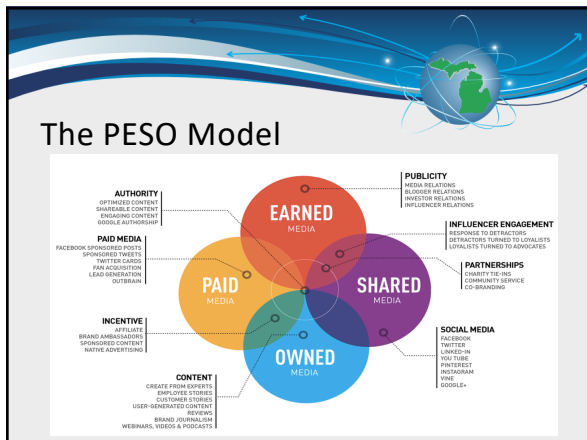 The PESO Model
AUTHORITY
OPTIMIZED CONTENT
SHAREABLE CONTENT
ENGAGING CONTENT
GOOGLE AUTHORSHIP
PAID MEDIA
FACEBOOK SPONSORED POSTS
SPONSORED TWEETS
TWITTER CARDS
FAN ACQUISITION
LEAD GENERATION
OUTBRAIN
INCENTIVE
AFFILIATE
BRAND AMBASSADORS
SPONSORED CONTENT
NATIVE ADVERTISING
CONTENT
CREATE FROM EXPERTS
EMPLOYEE STORIES
CUSTOMER STORIES
USER-GENERATED CONTENT
REVIEWS
BRAND JOURNALISM
WEBINARS, VIDEOS & PODCASTS
EARNED
MEDIA
PAID
MEDIA
SHARED
MEDIA
OWNED
MEDIA
PUBLICITY
MEDIA RELATIONS
BLOGGER RELATIONS
INVESTOR RELATIONS
INFLUENCER RELATIONS
INFLUENCER ENGAGEMENT
RESPONSE TO DETRACTORS
DETRACTORS TURNED TO LOYALISTS
LOYALISTS TURNED TO ADVOCATES
PARTNERSHIPS
CHARITY TIE-INS
COMMUNITY SERVICE
CO-BRANDING
SOCIAL MEDIA
FACEBOOK
TWITTER
LINKED-IN
YOU TUBE
PINTEREST
INSTAGRAM
VINE
GOOGLE+